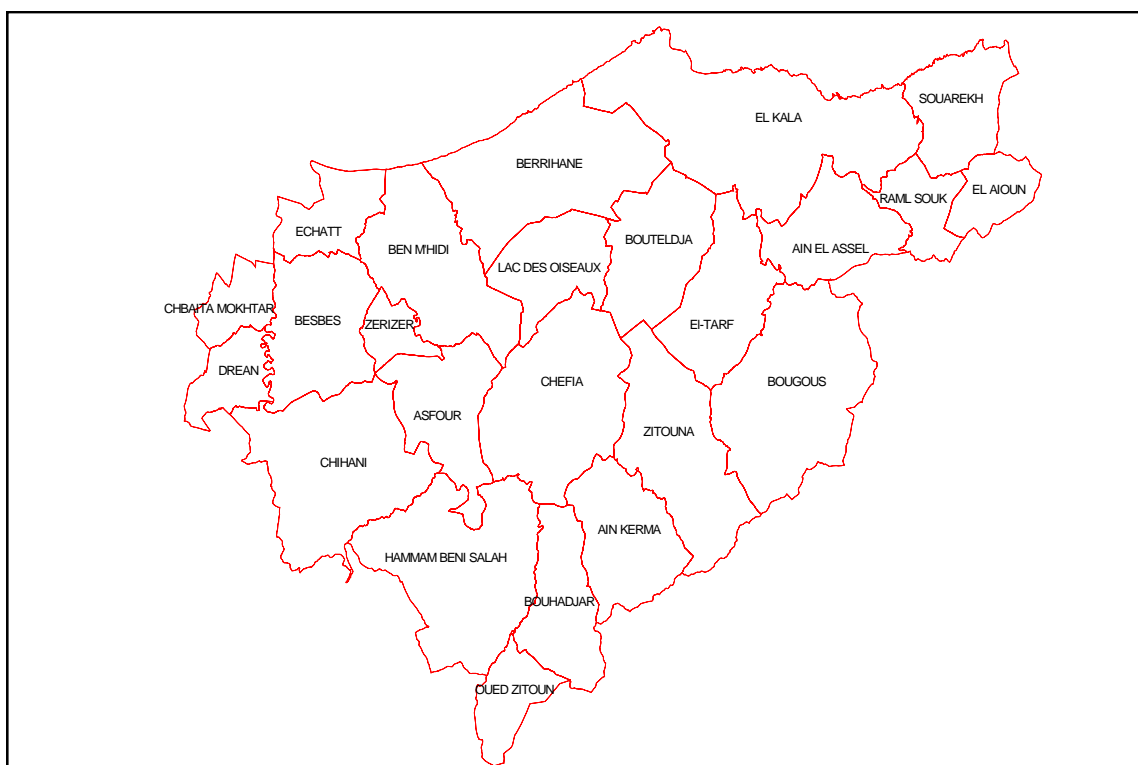 SOUAREKH
EL KALA
BERRIHANE
EL AIOUN
RAML SOUK
ECHATT
BOUTELDJA
BEN M'HIDI
AIN EL ASSEL
LAC DES OISEAUX
CHBAITA MOKHTAR
BESBES
ZERIZER
El-TARF
DREAN
CHEFIA
BOUGOUS
ASFOUR
ZITOUNA
CHIHANI
AIN KERMA
HAMMAM BENI SALAH
BOUHADJAR
OUED ZITOUN